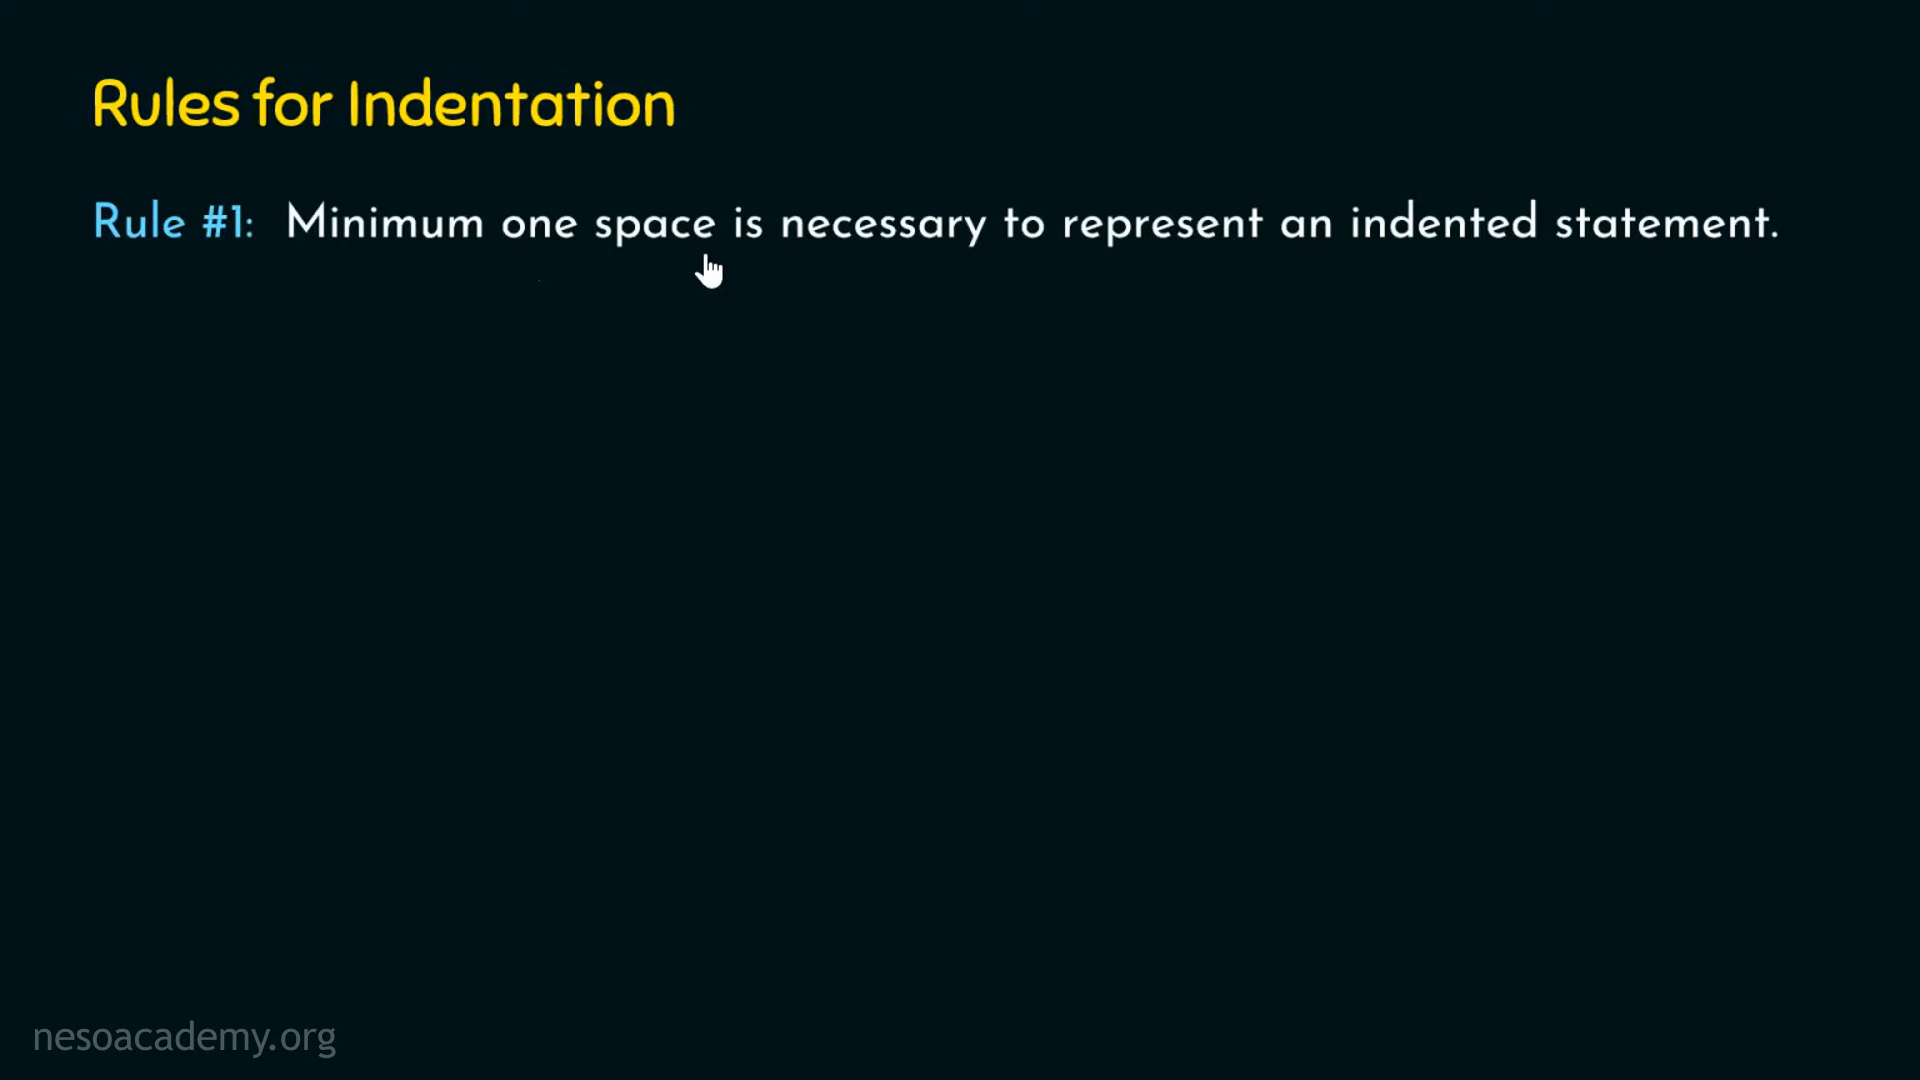 Rules for Indentation
Rule #1: Minimum one space is necessary to represent an indented statement.
nesoacademy.org